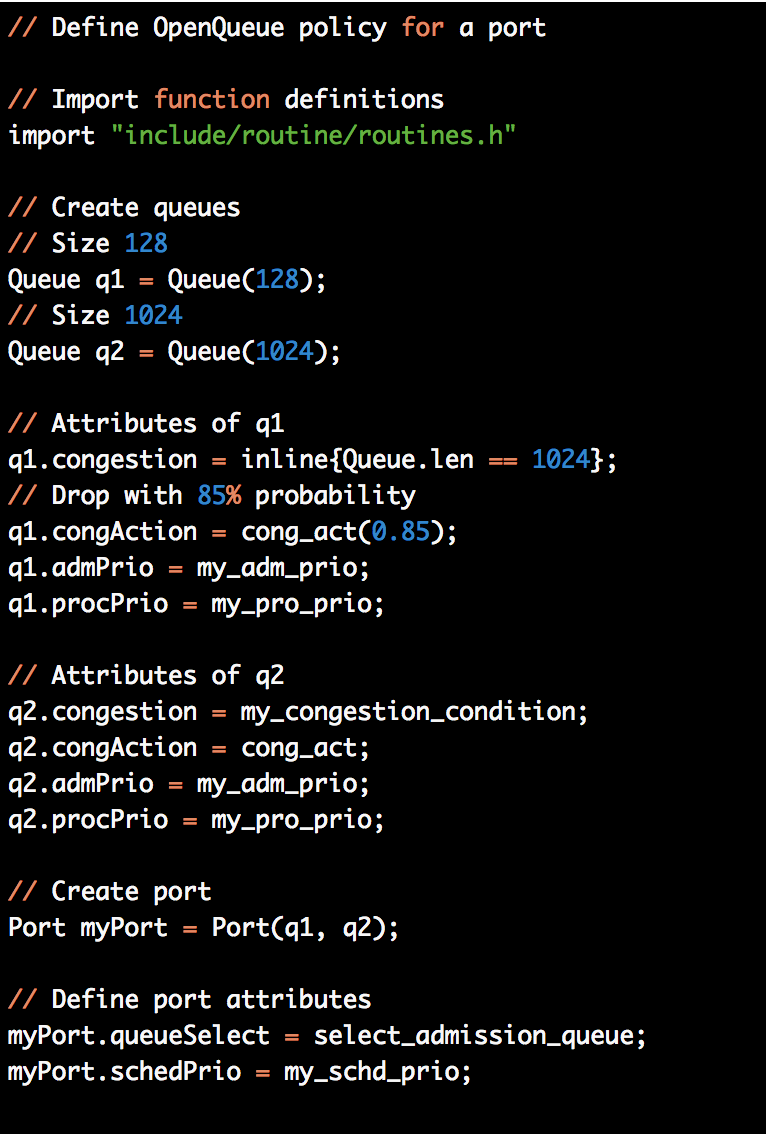 // Define OpenQueue policy for a port
// Import function definitions
import "include/routine/routines.h"
// Create queues
// Size 128
Queue q1 = Queue(128);
// Size 1024
Queue q2 = Queue(1024);
// Attributes of q1
q1.congestion = inline{Queue.len == 1024};
// Drop with 85% probability
q1.congAction = cong_act(0.85);
q1.admPrio = my_adm_prio;
q1.procPrio = my_pro_prio;
// Attributes of q2
q2.congestion = my_congestion_condition;
q2.congAction = cong_act;
q2.admPrio = my_adm_prio;
q2.procPrio = my_pro_prio;
// Create port
Port myPort = Port(q1, q2);
// Define port attributes
myPort.queueSelect = select_admission_queue;
myPort.schedPrio = my_schd_prio;